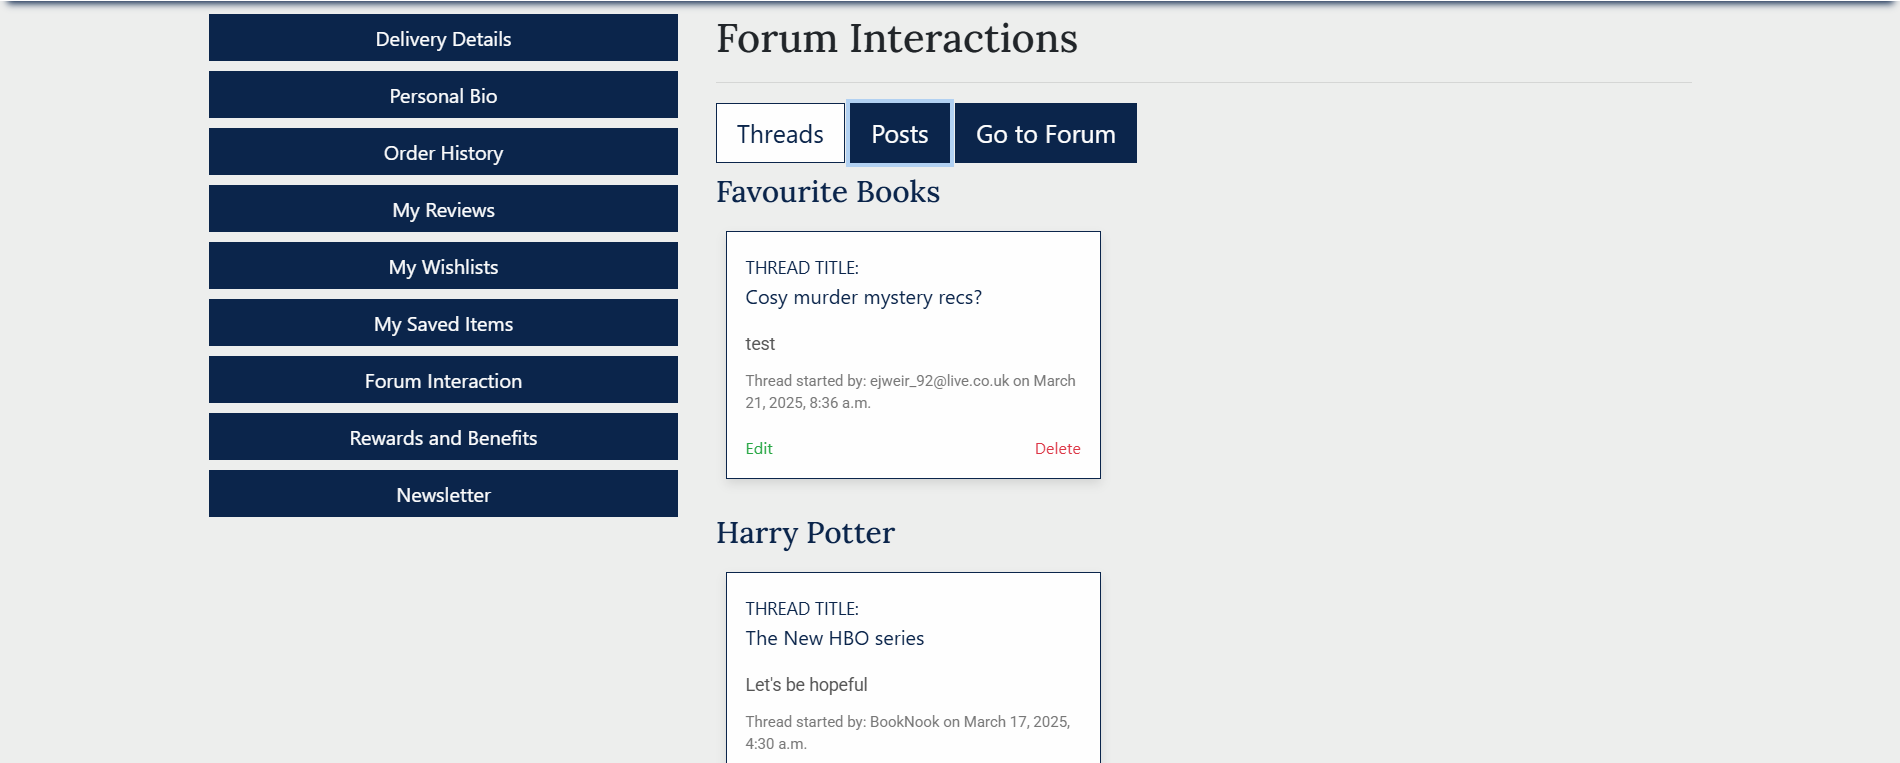 Delivery Details
Personal Bio
Order History
My Reviews
My Wishlists
My Saved Items
Forum Interaction
Rewards and Benefits
Newsletter
Forum Interactions
Threads
Posts
Go to Forum
Favourite Books
THREAD TITLE:
Cosy murder mystery recs?
test
Thread started by: ejweir_92@live.co.uk on March
21, 2025, 8:36 a.m.
Edit
Delete
Harry Potter
THREAD TITLE:
The New HBO series
Let's be hopeful
Thread started by: BookNook on March 17, 2025,
4:30 a.m.